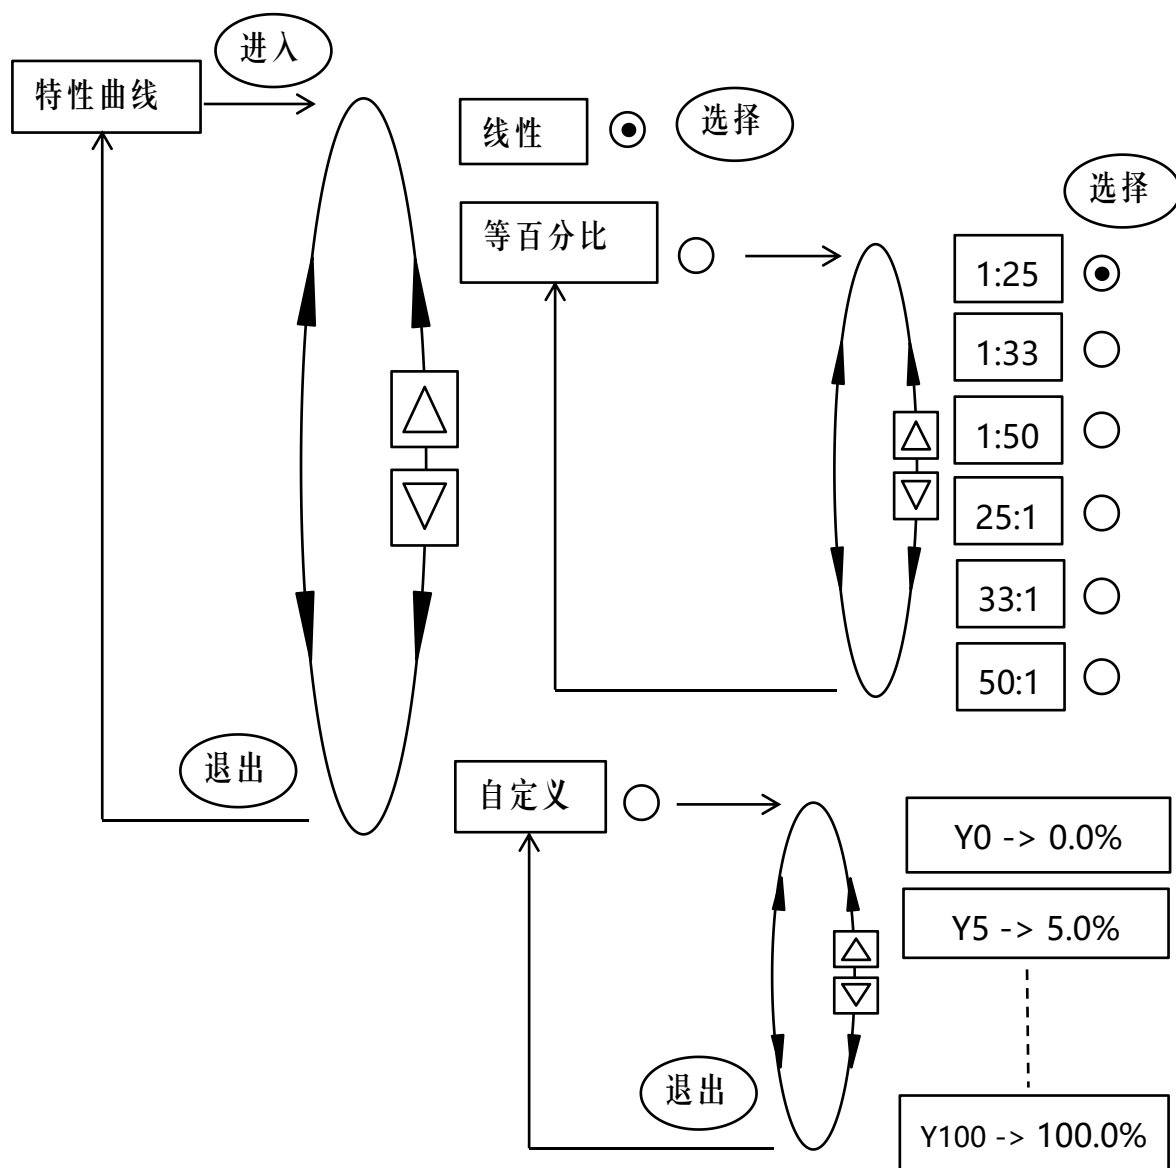 进入
特性曲线
线性
选择
等百分比
选择
1:25
1:33
1:50
25:1
33:1
50:1
退出
自定义
Y0 -> 0.0%
Y5 -> 5.0%
退出
Y100 -> 100.0%